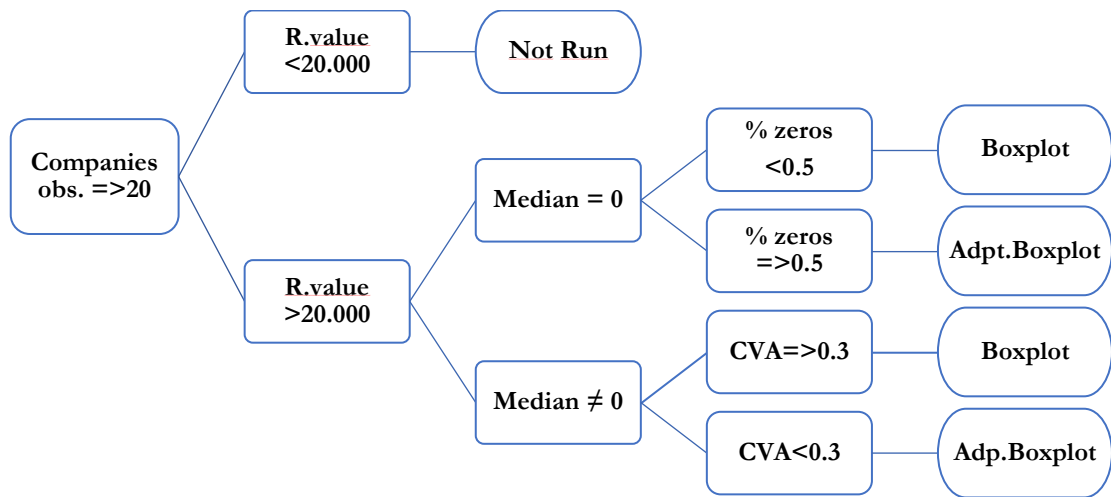 Companies
obs. =>20
R.value
<20.000
Not Run
R.value
>20.000
Median = 0
% zeros
<0.5
Boxplot
% zeros
=>0.5
Adpt.Boxplot
Median ≠ 0
CVA=>0.3
Boxplot
CVA<0.3
Adp.Boxplot